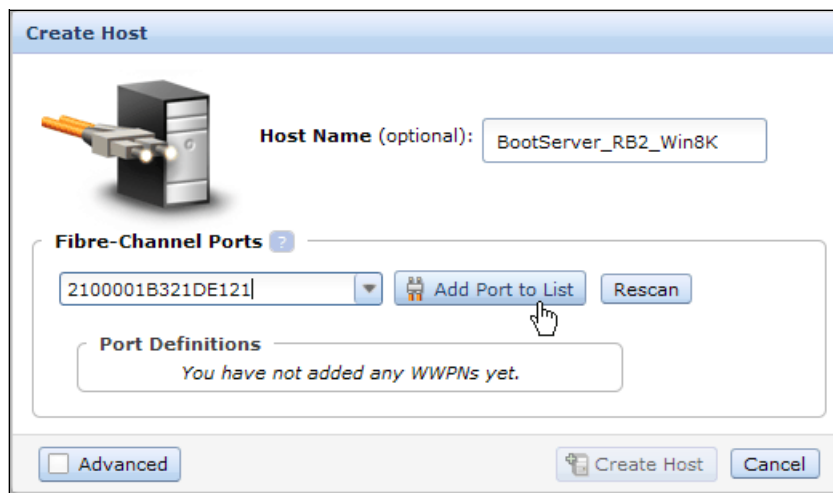 Create Host
Host Name (optional): BootServer_RB2_Win8K
Fibre-Channel Ports ?
2100001B321DE121 Add Port to List Rescan
Port Definitions
You have not added any WWPNs yet.
Advanced Create Host Cancel